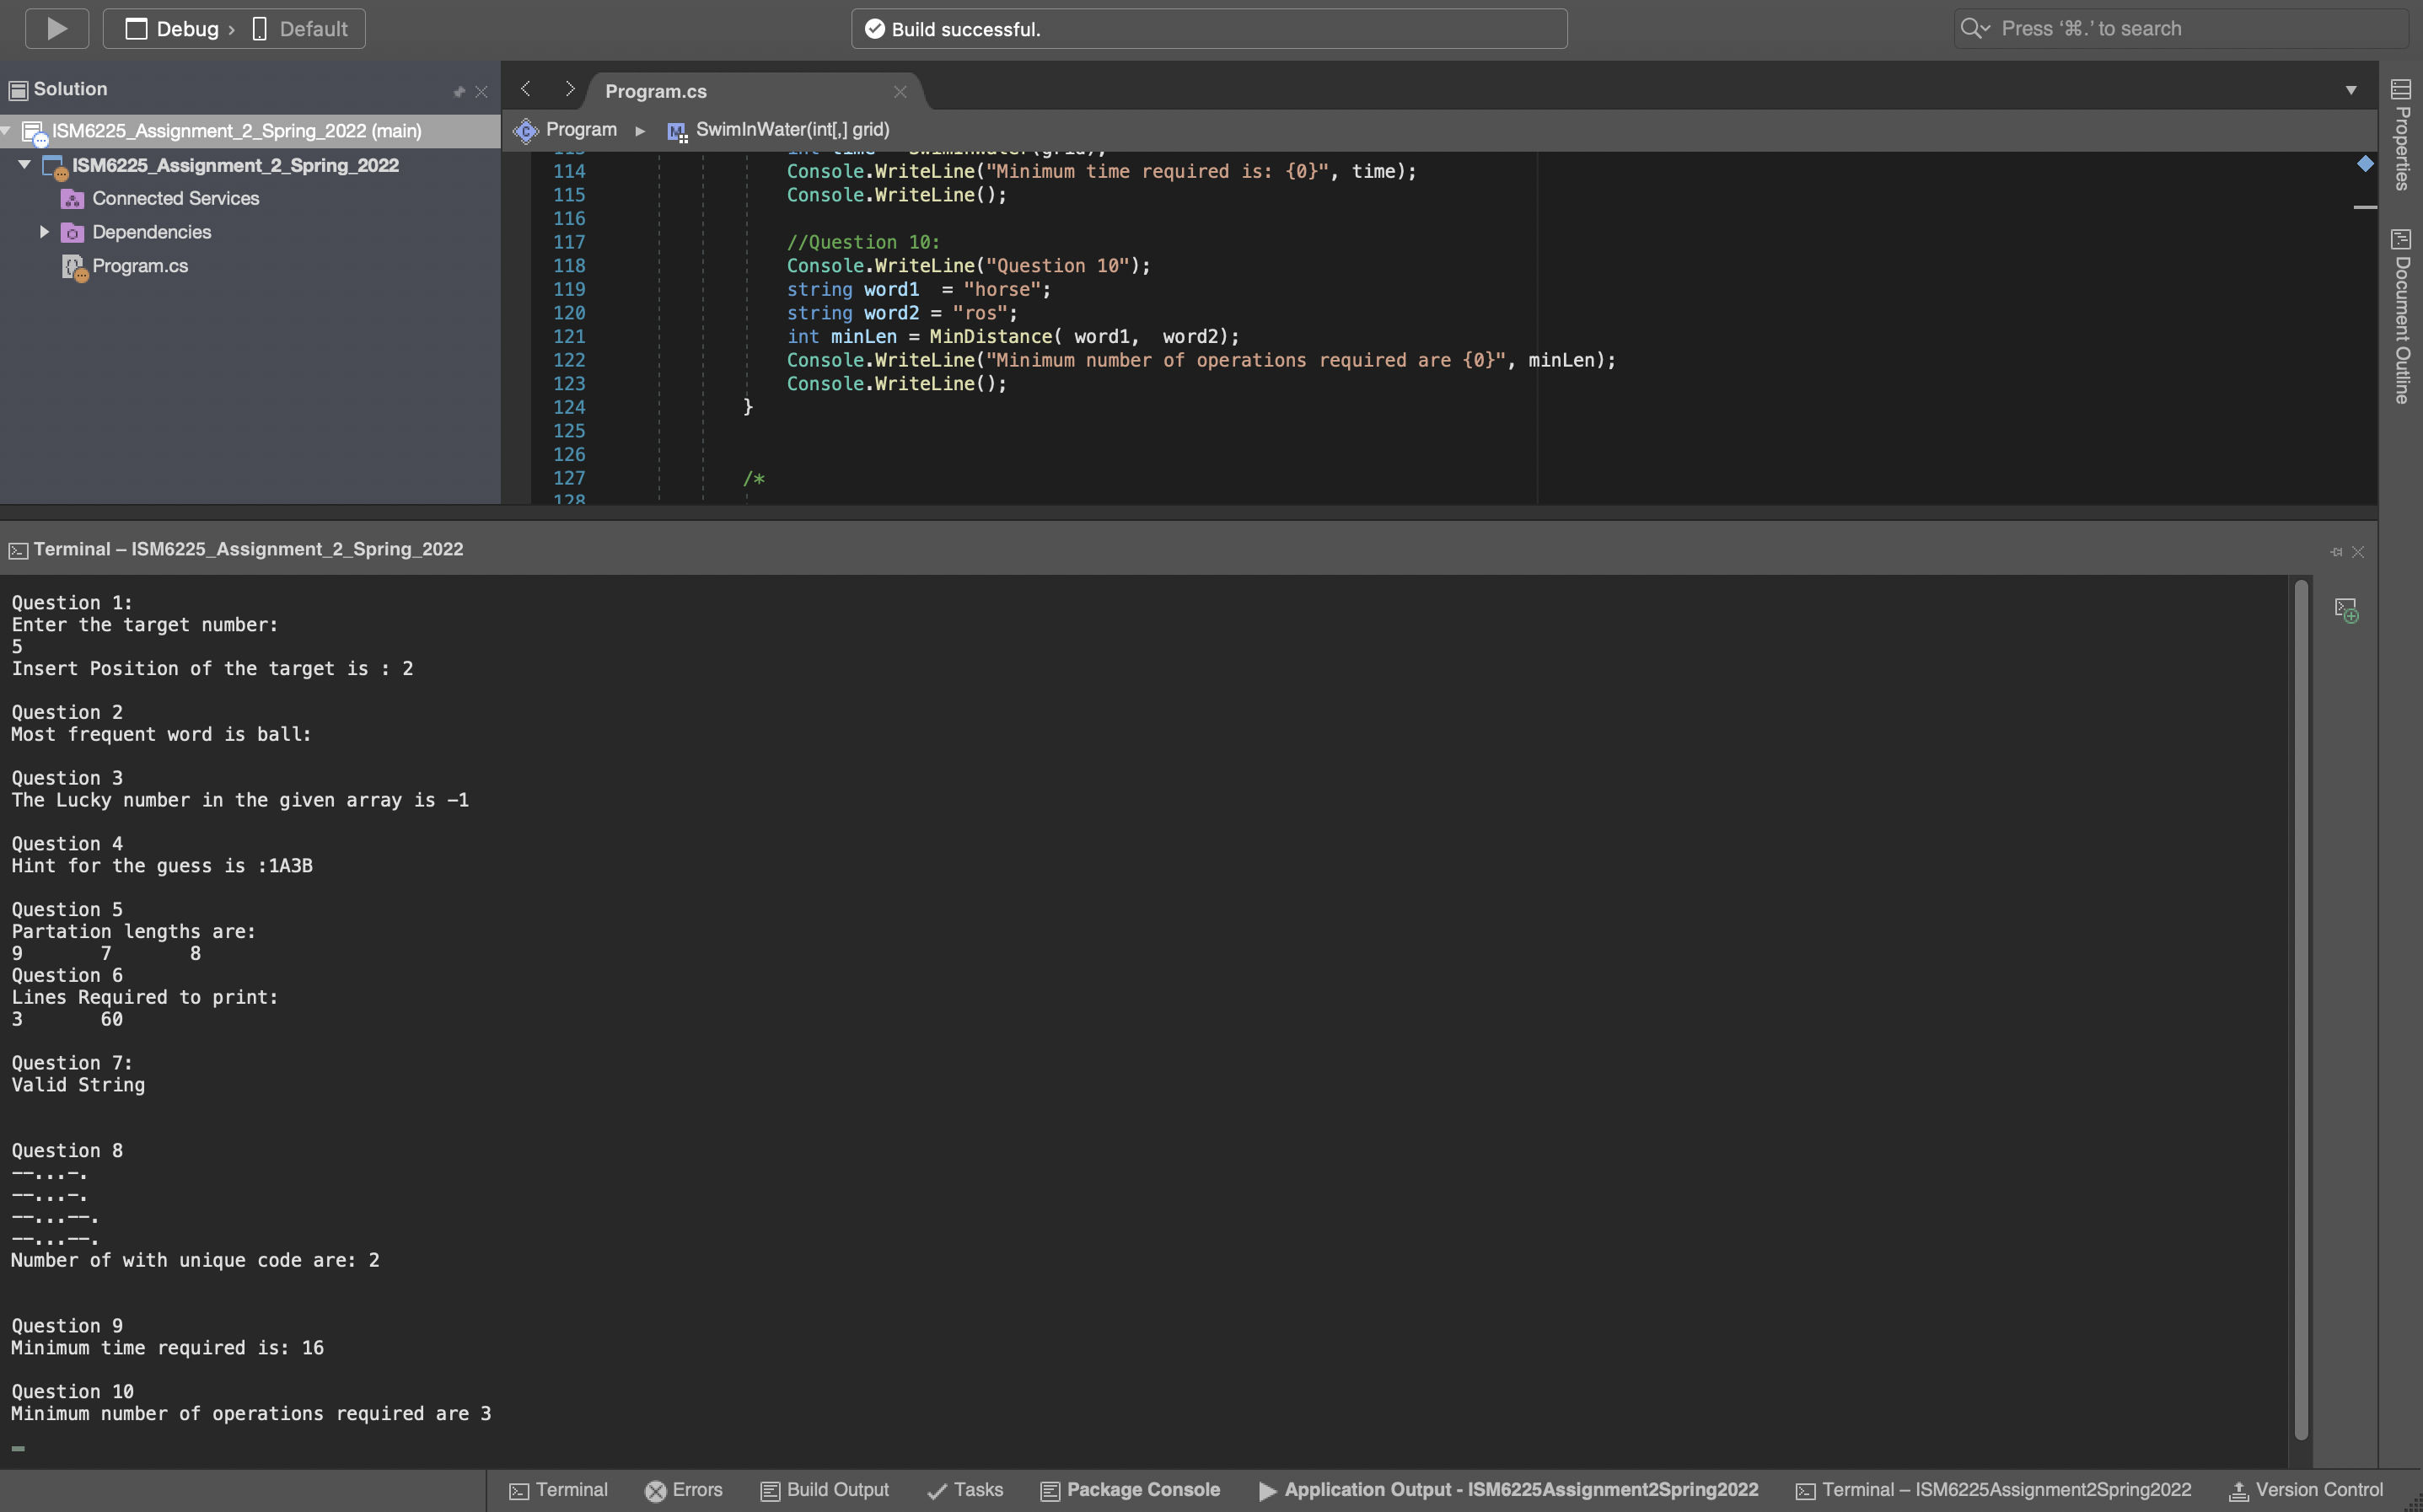 Debug › Default
Build successful.
Press ‘⌘.’ to search
Solution
ISM6225_Assignment_2_Spring_2022 (main)
ISM6225_Assignment_2_Spring_2022
Connected Services
Dependencies
Program.cs
Program.cs
Program ▸ SwimInWater(int[,] grid)
114 Console.WriteLine("Minimum time required is: {0}", time);
115 Console.WriteLine();
116
117 //Question 10:
118 Console.WriteLine("Question 10");
119 string word1  = "horse";
120 string word2 = "ros";
121 int minLen = MinDistance( word1,  word2);
122 Console.WriteLine("Minimum number of operations required are {0}", minLen);
123 Console.WriteLine();
124 }
125
126
127 /*
128
Properties
Document Outline
Terminal – ISM6225_Assignment_2_Spring_2022
Question 1:
Enter the target number:
5
Insert Position of the target is : 2
Question 2
Most frequent word is ball:
Question 3
The Lucky number in the given array is -1
Question 4
Hint for the guess is :1A3B
Question 5
Partation lengths are:
9 7 8
Question 6
Lines Required to print:
3 60
Question 7:
Valid String
Question 8
--...-.
--...-.
--...--.
--...--.
Number of with unique code are: 2
Question 9
Minimum time required is: 16
Question 10
Minimum number of operations required are 3
Terminal
Errors
Build Output
Tasks
Package Console
Application Output - ISM6225Assignment2Spring2022
Terminal – ISM6225Assignment2Spring2022
Version Control